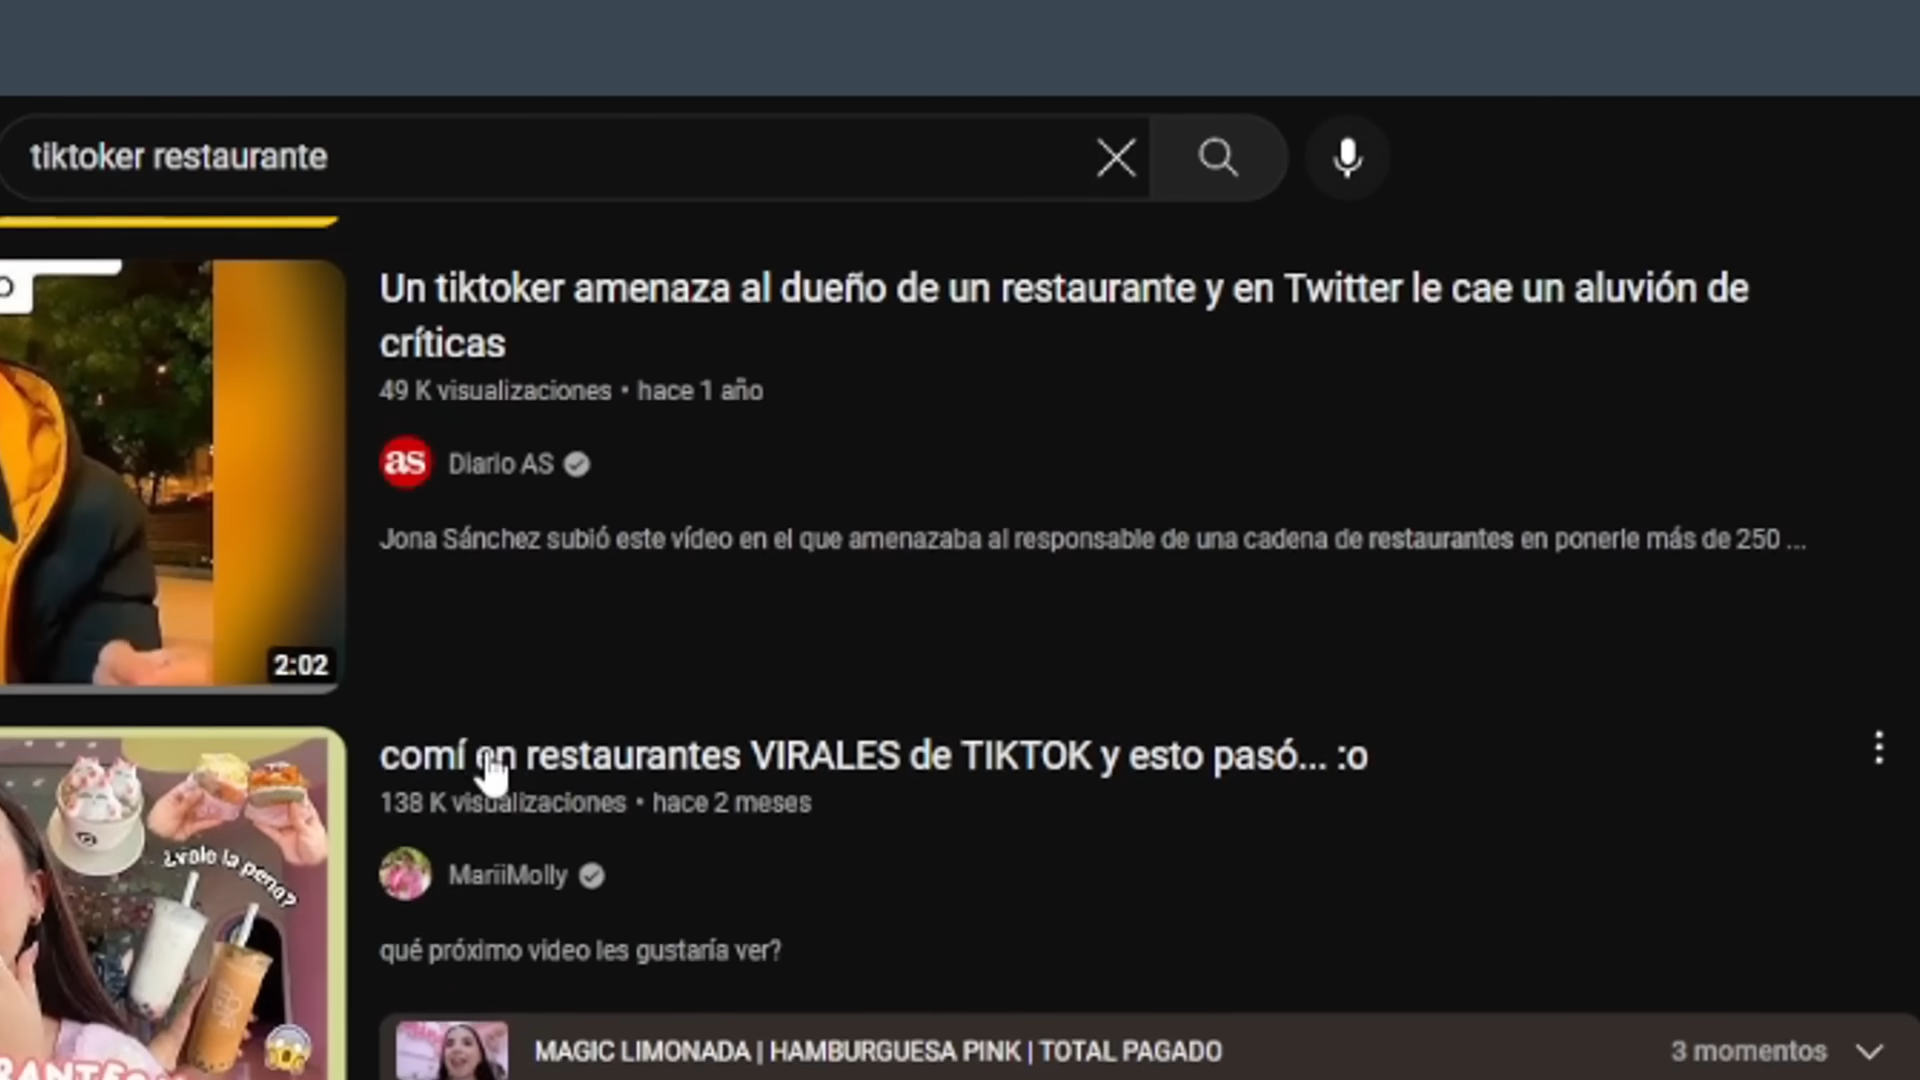 tiktoker restaurante
Un tiktoker amenaza al dueño de un restaurante y en Twitter le cae un aluvión de
críticas
49 K visualizaciones • hace 1 año
as Diario AS
Jona Sánchez subió este vídeo en el que amenazaba al responsable de una cadena de restaurantes en ponerle más de 250 ...
2:02
comí en restaurantes VIRALES de TIKTOK y esto pasó... :o
138 K visualizaciones • hace 2 meses
¿vale la pena?
MariiMolly
qué próximo video les gustaría ver?
MAGIC LIMONADA | HAMBURGUESA PINK | TOTAL PAGADO
3 momentos